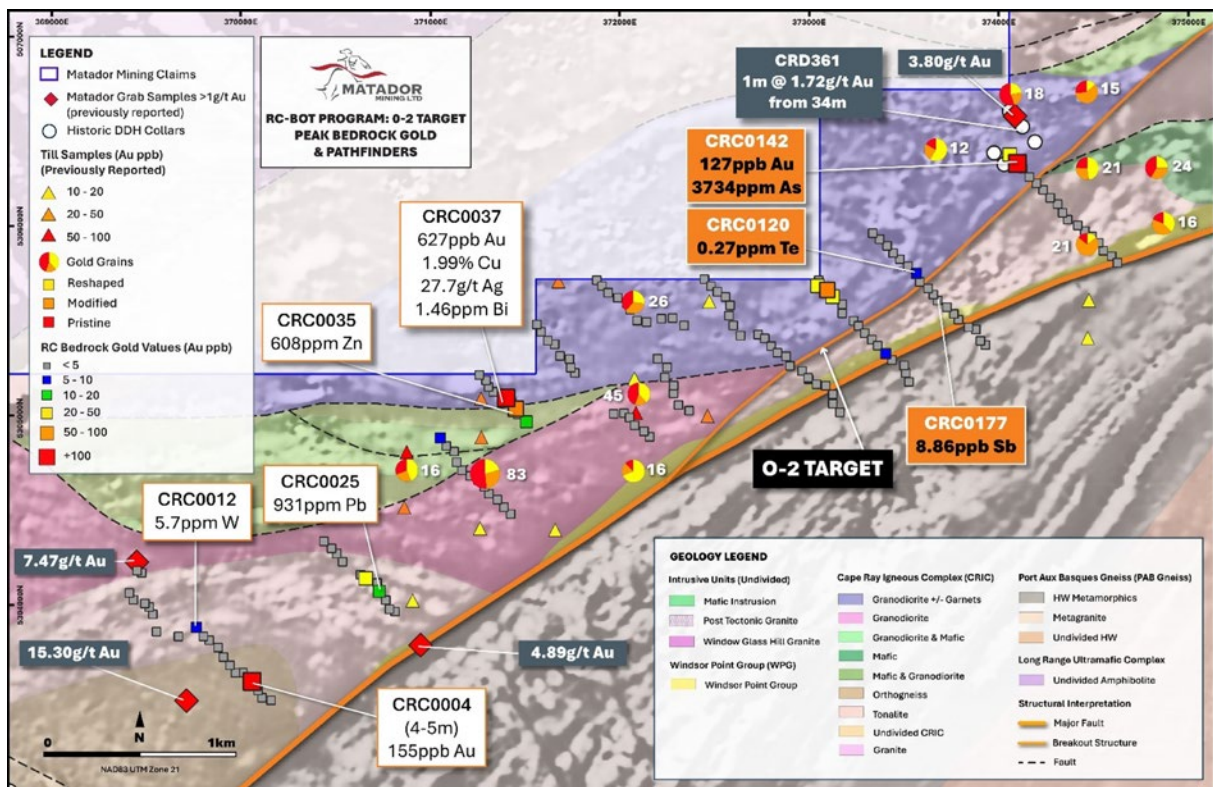 369000E
370000E
371000E
372000E
373000E
374000E
375000E
LEGEND
Matador Mining Claims
Matador Grab Samples >1g/t Au
(previously reported)
Historic DDH Collars
Till Samples (Au ppb)
(Previously Reported)
10 - 20
20 - 50
50 - 100
Gold Grains
Reshaped
Modified
Pristine
RC Bedrock Gold Values (Au ppb)
< 5
5 - 10
10 - 20
20 - 50
50 - 100
+100
MATADOR
MINING LTD
RC-BOT PROGRAM: O-2 TARGET
PEAK BEDROCK GOLD
& PATHFINDERS
CRD361
1m @ 1.72g/t Au
from 34m
3.80g/t Au
18
15
12
21
24
16
21
CRC0142
127ppb Au
3734ppm As
CRC0120
0.27ppm Te
CRC0037
627ppb Au
1.99% Cu
27.7g/t Ag
1.46ppm Bi
CRC0035
608ppm Zn
26
45
16
83
16
CRC0177
8.86ppb Sb
O-2 TARGET
CRC0025
931ppm Pb
CRC0012
5.7ppm W
7.47g/t Au
15.30g/t Au
4.89g/t Au
CRC0004
(4-5m)
155ppb Au
N
0
1km
NAD83 UTM Zone 21
GEOLOGY LEGEND
Intrusive Units (Undivided)
Mafic Instrusion
Post Tectonic Granite
Window Glass Hill Granite
Windsor Point Group (WPG)
Windsor Point Group
Cape Ray Igneous Complex (CRIC)
Granodiorite +/- Garnets
Granodiorite
Granodiorite & Mafic
Mafic
Mafic & Granodiorite
Orthogneiss
Tonalite
Undivided CRIC
Granite
Port Aux Basques Gneiss (PAB Gneiss)
HW Metamorphics
Metagranite
Undivided HW
Long Range Ultramafic Complex
Undivided Amphibolite
Structural Interpretation
Major Fault
Breakout Structure
Fault